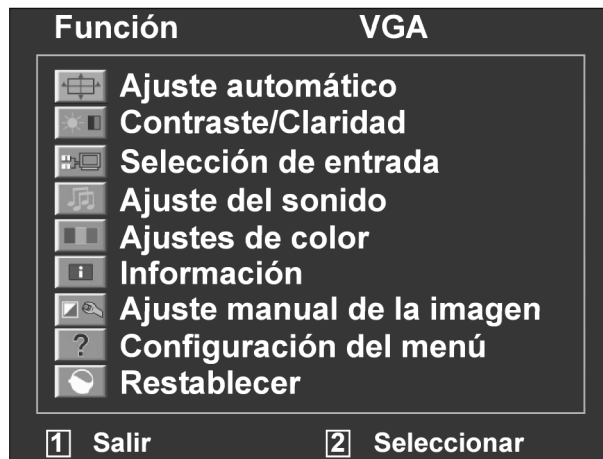 Función VGA
Ajuste automático
Contraste/Claridad
Selección de entrada
Ajuste del sonido
Ajustes de color
Información
Ajuste manual de la imagen
Configuración del menú
Restablecer
1 Salir 2 Seleccionar